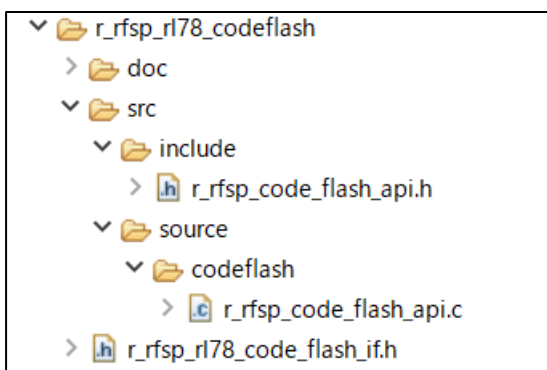 r_rfsp_rl78_codeflash
doc
src
include
.h r_rfsp_code_flash_api.h
source
codeflash
.c r_rfsp_code_flash_api.c
.h r_rfsp_rl78_code_flash_if.h